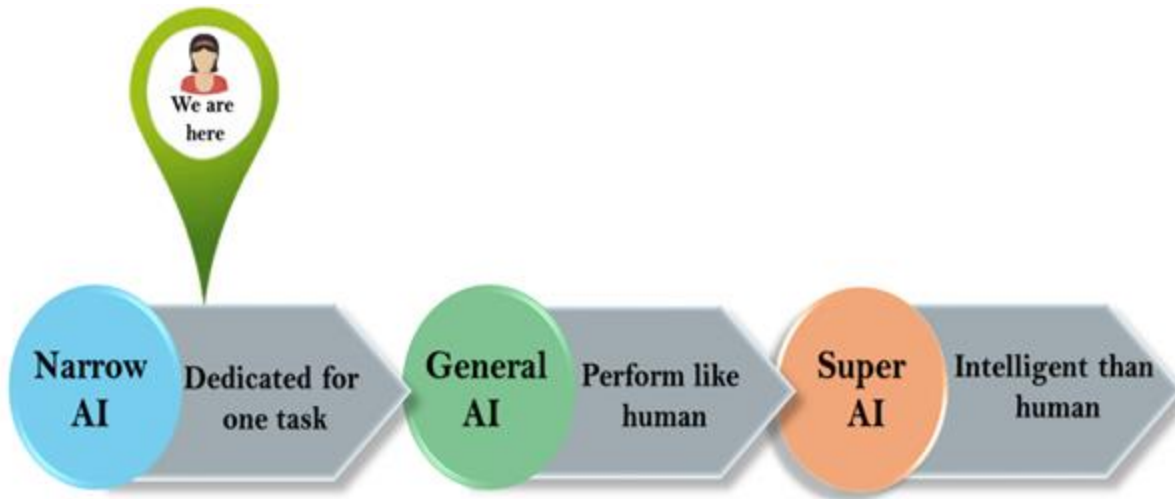 We are
here
Narrow
AI
Dedicated for
one task
General
AI
Perform like
human
Super
AI
Intelligent than
human